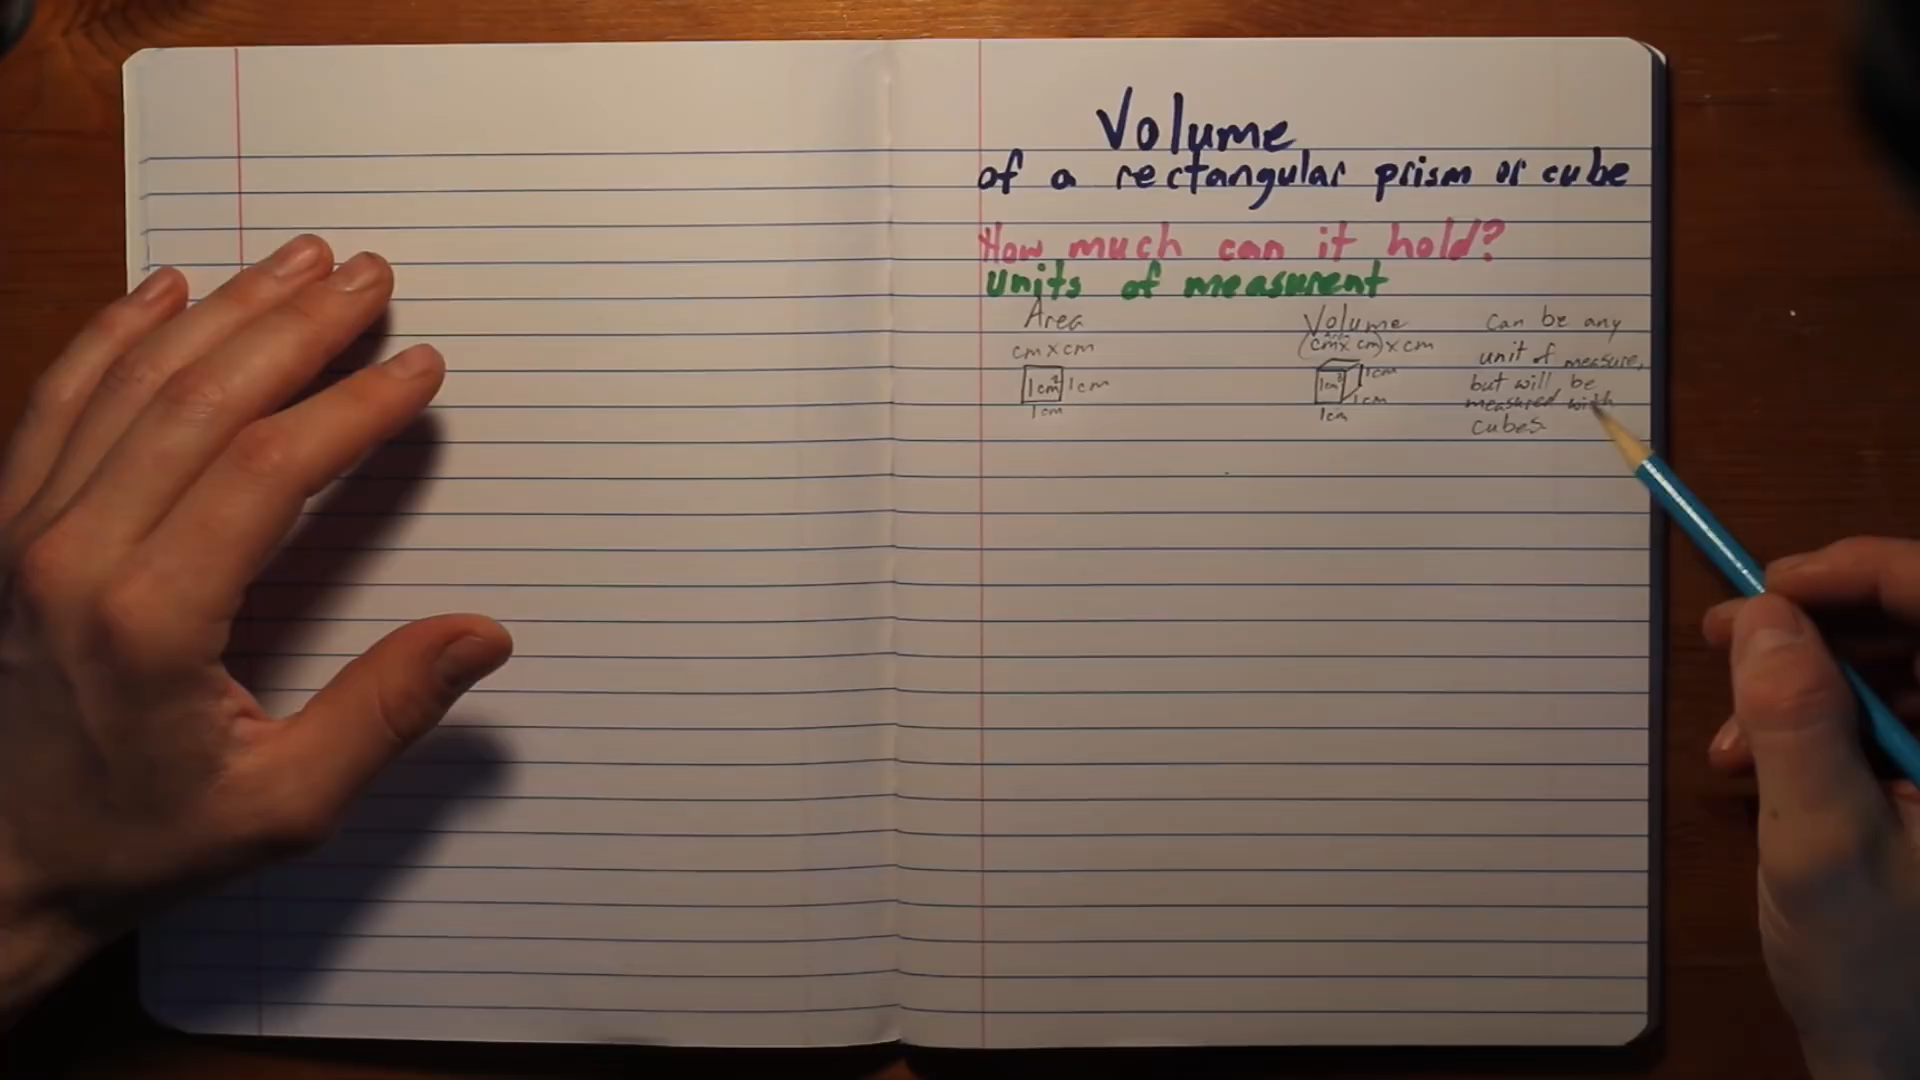 Volume
of a rectangular prism or cube
How much can it hold?
Units of measurent
Area
cm x cm
1cm²
1cm
1cm
Volume
(cm x cm) x cm
1cm³
1cm
1cm
1cm
Can be any
unit of measure,
but will be
measured with
cubes.